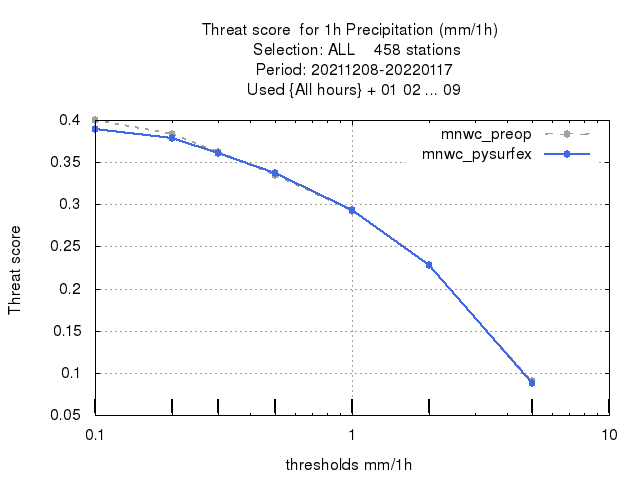 Threat score  for 1h Precipitation (mm/1h)
Selection: ALL    458 stations
Period: 20211208-20220117
Used {All hours} + 01 02 ... 09
mnwc_preop
mnwc_pysurfex
0.4
0.35
0.3
0.25
0.2
0.15
0.1
0.05
Threat score
0.1
1
10
thresholds mm/1h